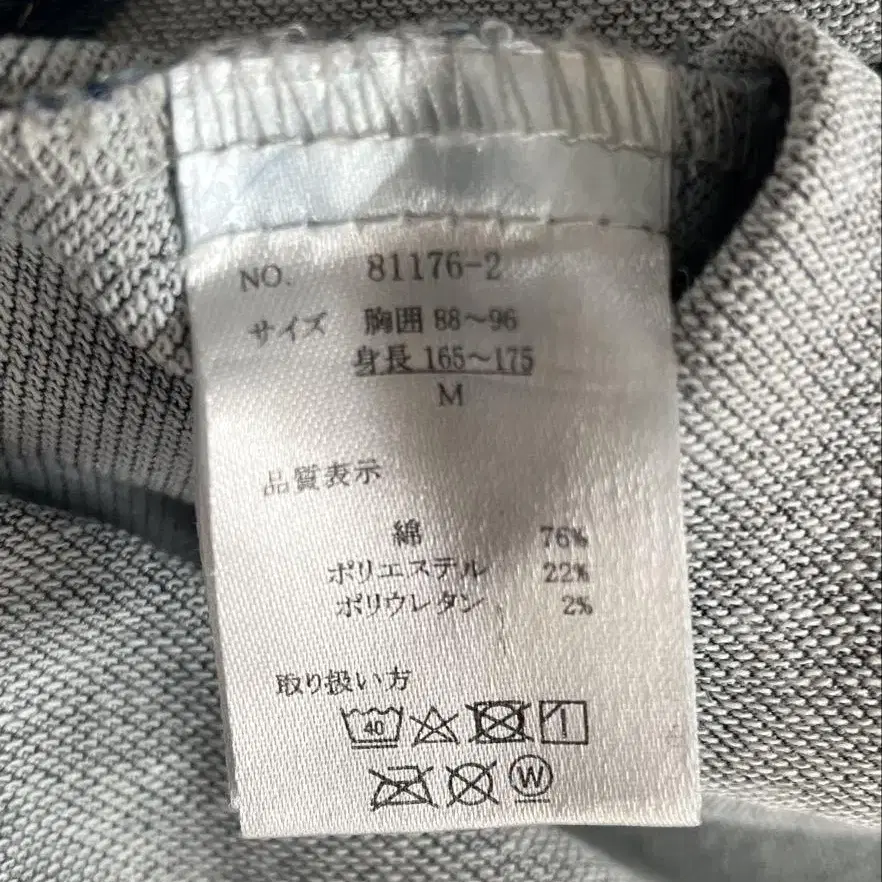 NO. 81176-2
サイズ 胸囲 88～96
身長 165～175
M
品質表示
綿 76%
ポリエステル 22%
ポリウレタン 2%
取り扱い方
40
W